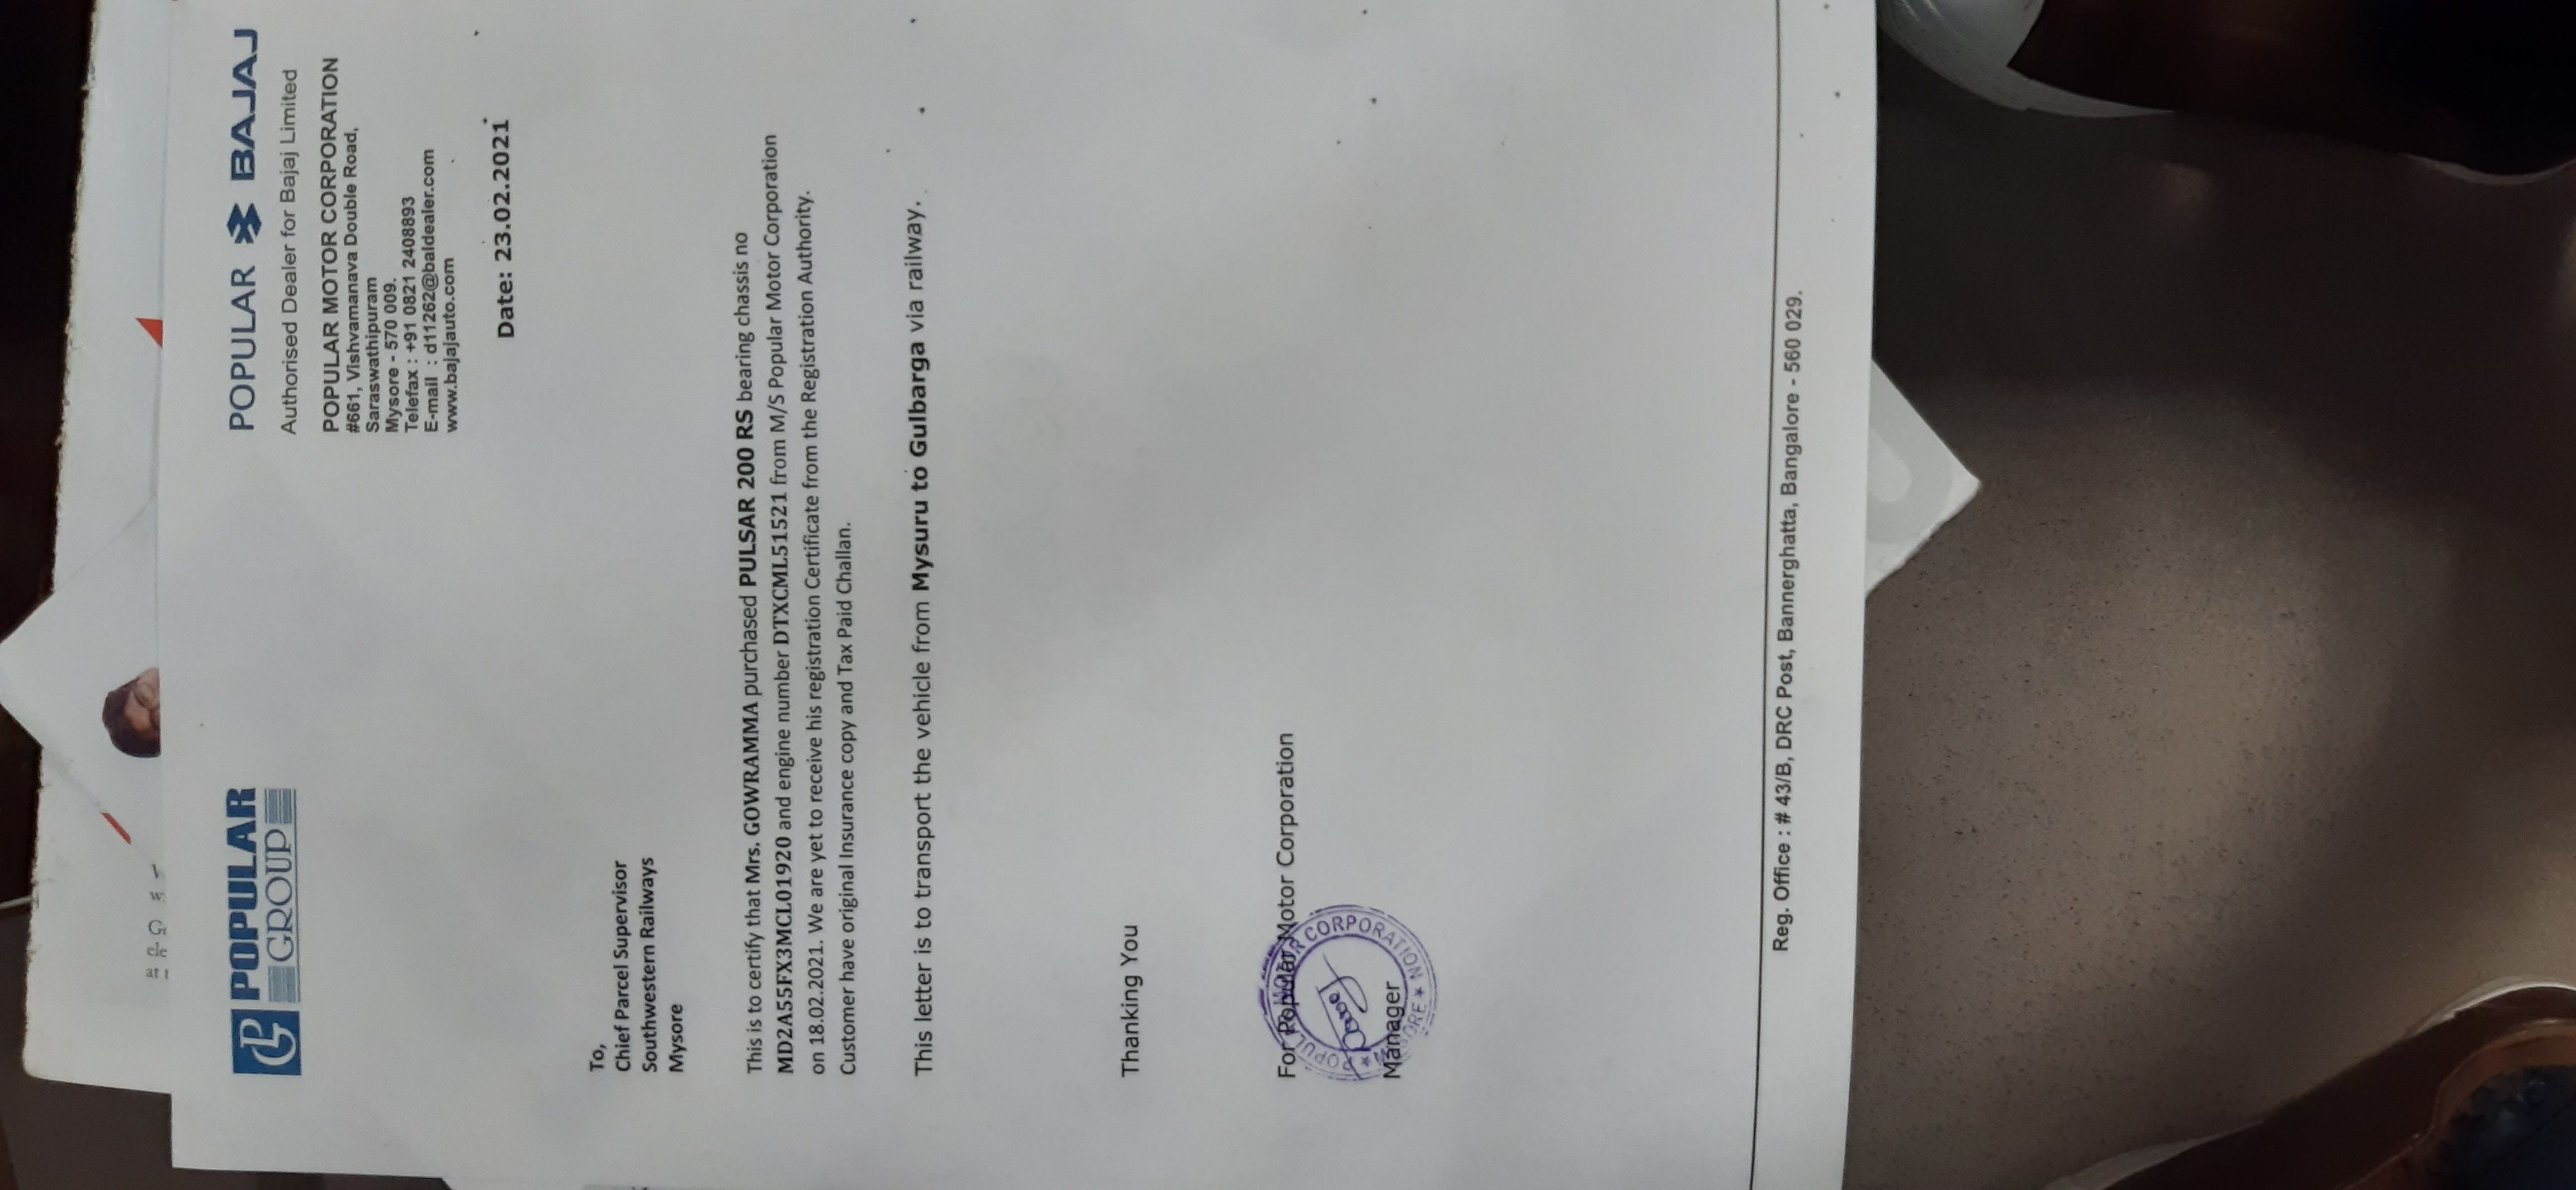 POPULAR
GROUP
POPULAR BAJAJ
Authorised Dealer for Bajaj Limited
POPULAR MOTOR CORPORATION
#661, Vishvamanava Double Road,
Saraswathipuram
Mysore - 570 009.
Telefax : +91 0821 2408893
E-mail : d11262@baldealer.com
www.bajajauto.com
Date: 23.02.2021
To,
Chief Parcel Supervisor
Southwestern Railways
Mysore
This is to certify that Mrs. GOWRAMMA purchased PULSAR 200 RS bearing chassis no
MD2A55FX3MCL01920 and engine number DTXCML51521 from M/S Popular Motor Corporation
on 18.02.2021. We are yet to receive his registration Certificate from the Registration Authority.
Customer have original Insurance copy and Tax Paid Challan.
This letter is to transport the vehicle from Mysuru to Gulbarga via railway.
Thanking You
For Popular Motor Corporation
POPULAR MOTOR CORPORATION ★ MYSORE ★
Manager
Reg. Office : # 43/B, DRC Post, Bannerghatta, Bangalore - 560 029.